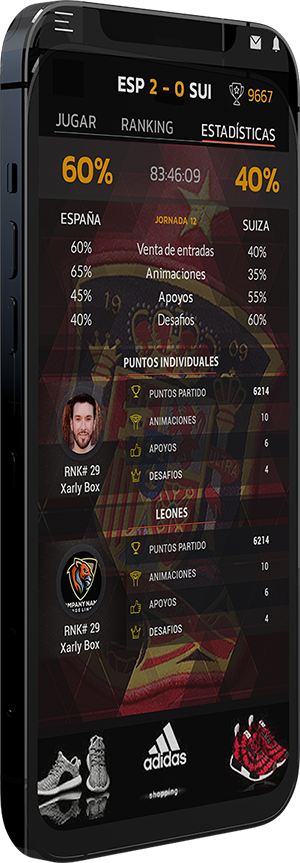 ESP 2 - 0 SUI 9667
JUGAR RANKING ESTADÍSTICAS
60% 83:46:09 40%
ESPAÑA JORNADA 12 SUIZA
60% Venta de entradas 40%
65% Animaciones 35%
45% Apoyos 55%
40% Desafios 60%
PUNTOS INDIVIDUALES
PUNTOS PARTIDO 6214
ANIMACIONES 10
APOYOS 6
DESAFIOS 4
RNK# 29
Xarly Box
LEONES
PUNTOS PARTIDO 6214
ANIMACIONES 10
APOYOS 6
DESAFIOS 4
OMPANY NAM
RNK# 29
Xarly Box
adidas
shopping